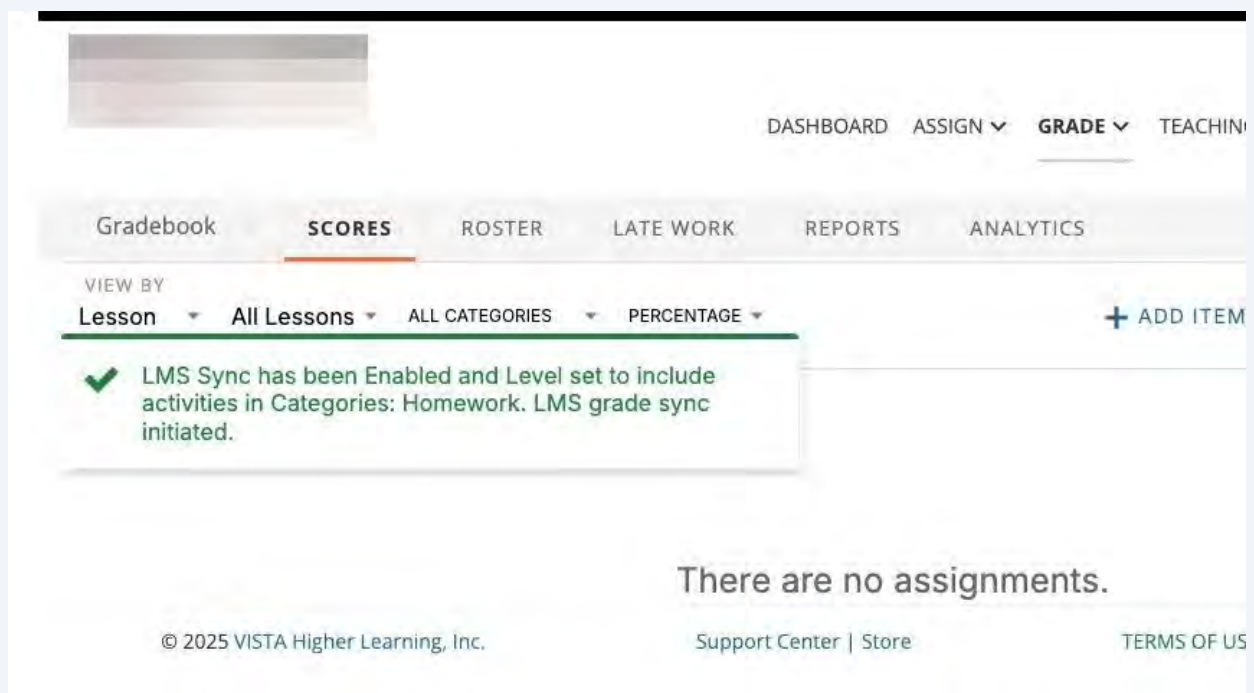 DASHBOARD ASSIGN GRADE TEACHING
Gradebook SCORES ROSTER LATE WORK REPORTS ANALYTICS
VIEW BY
Lesson All Lessons ALL CATEGORIES PERCENTAGE + ADD ITEM
LMS Sync has been Enabled and Level set to include
activities in Categories: Homework. LMS grade sync
initiated.
There are no assignments.
© 2025 VISTA Higher Learning, Inc. Support Center | Store TERMS OF US